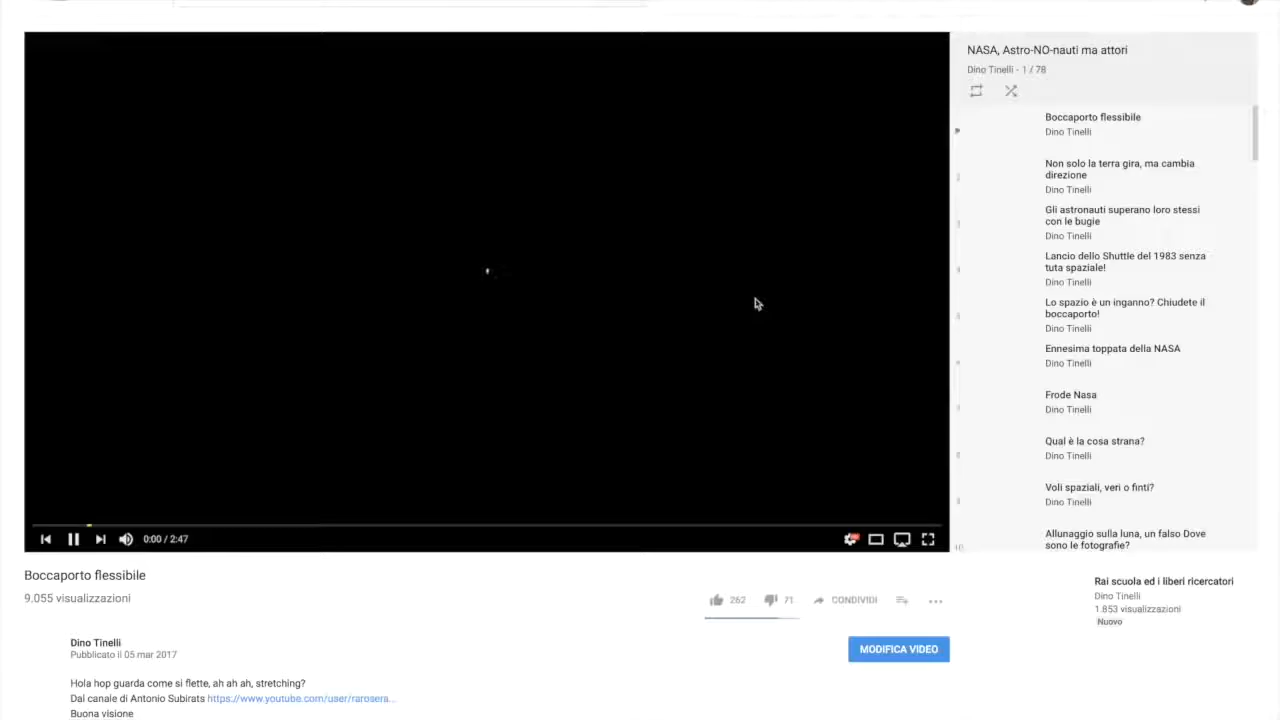 NASA, Astro-NO-nauti ma attori
Dino Tinelli - 1 / 78
Boccaporto flessibile
Dino Tinelli
Non solo la terra gira, ma cambia
direzione
Dino Tinelli
Gli astronauti superano loro stessi
con le bugie
Dino Tinelli
Lancio dello Shuttle del 1983 senza
tuta spaziale!
Dino Tinelli
Lo spazio è un inganno? Chiudete il
boccaporto!
Dino Tinelli
Ennesima toppata della NASA
Dino Tinelli
Frode Nasa
Dino Tinelli
Qual è la cosa strana?
Dino Tinelli
Voli spaziali, veri o finti?
Dino Tinelli
10
Allunaggio sulla luna, un falso Dove
sono le fotografie?
0:00 / 2:47
Boccaporto flessibile
9.055 visualizzazioni
262
71
CONDIVIDI
Rai scuola ed i liberi ricercatori
Dino Tinelli
1.853 visualizzazioni
Nuovo
Dino Tinelli
Pubblicato il 05 mar 2017
MODIFICA VIDEO
Hola hop guarda come si flette, ah ah ah, stretching?
Dal canale di Antonio Subirats https://www.youtube.com/user/rarosera...
Buona visione